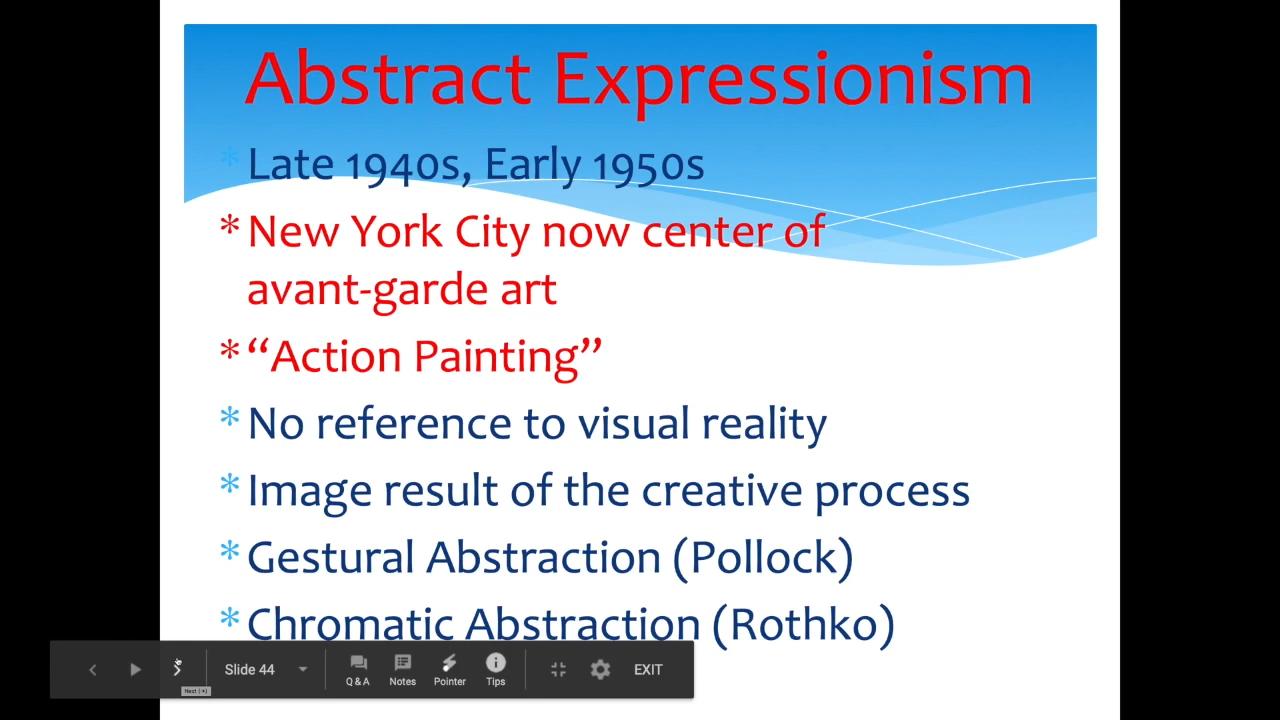 Abstract Expressionism
* Late 1940s, Early 1950s
* New York City now center of
avant-garde art
* “Action Painting”
* No reference to visual reality
* Image result of the creative process
* Gestural Abstraction (Pollock)
* Chromatic Abstraction (Rothko)
Slide 44 Q & A Notes Pointer Tips EXIT
Next (→)